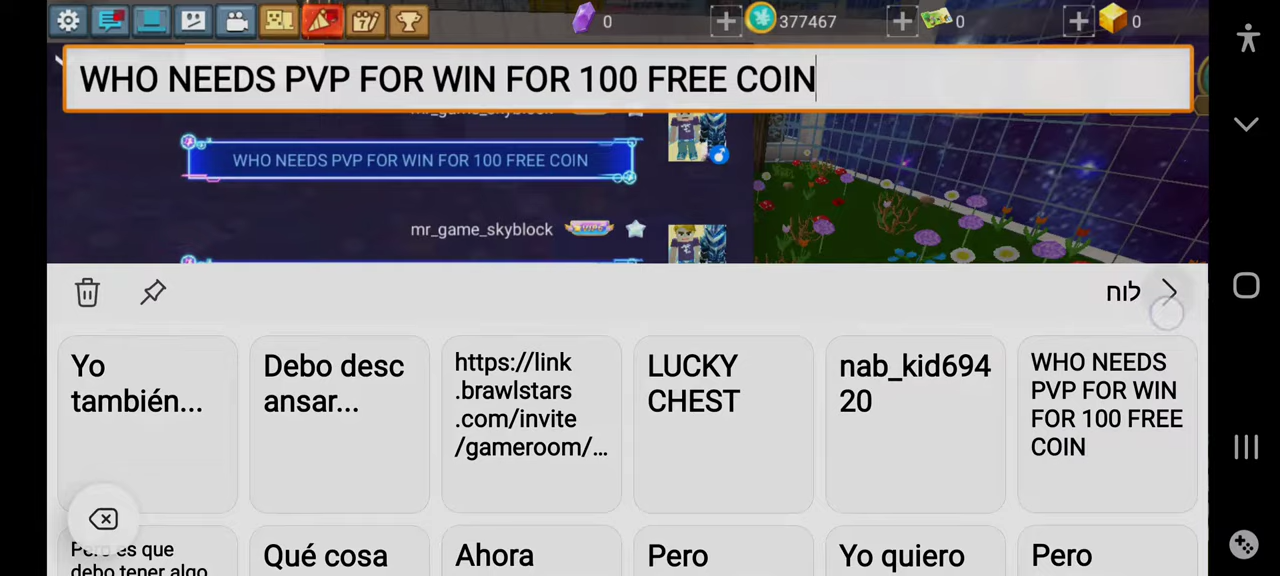 0
377467
0
0
WHO NEEDS PVP FOR WIN FOR 100 FREE COIN
mr_game_skyblock
WHO NEEDS PVP FOR WIN FOR 100 FREE COIN
mr_game_skyblock
לוח
Yo
también...
Debo desc
ansar...
https://link
.brawlstars
.com/invite
/gameroom/...
LUCKY
CHEST
nab_kid694
20
WHO NEEDS
PVP FOR WIN
FOR 100 FREE
COIN
Pero es que
debo tener algo
Qué cosa
Ahora
Pero
Yo quiero
Pero